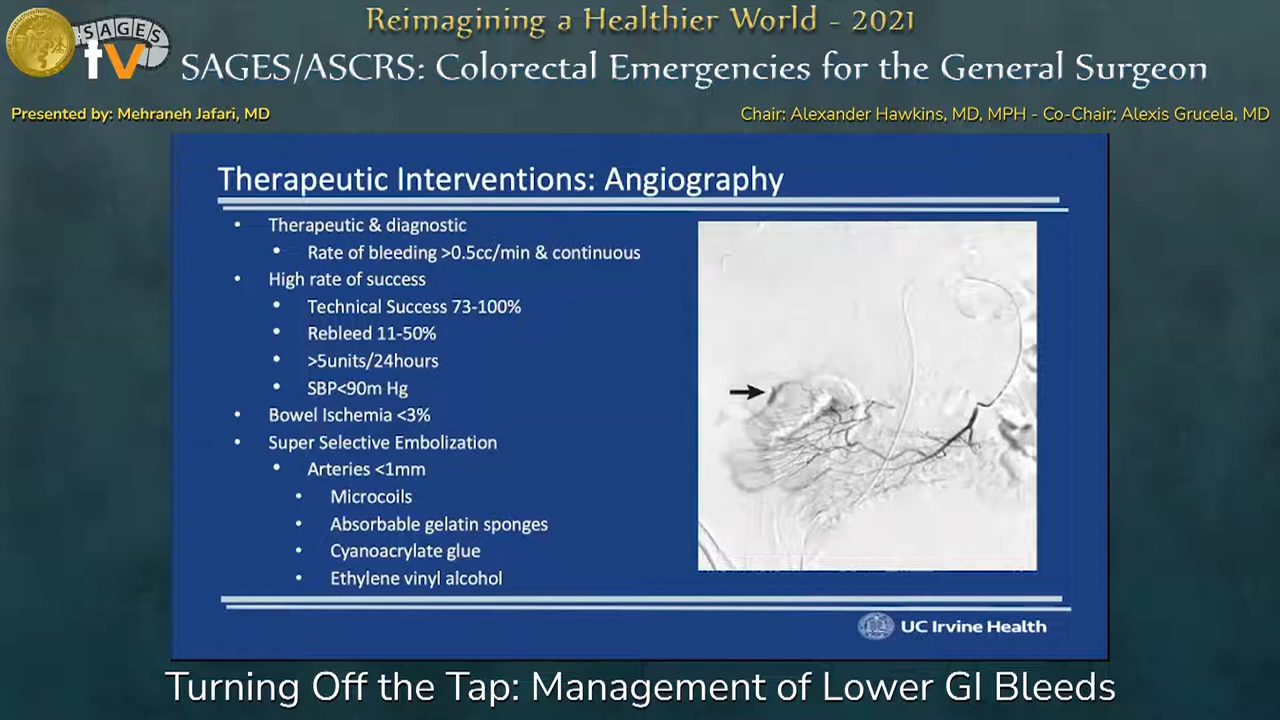 Reimagining a Healthier World - 2021
SAGES
tv
SAGES/ASCRS: Colorectal Emergencies for the General Surgeon
Presented by: Mehraneh Jafari, MD
Chair: Alexander Hawkins, MD, MPH - Co-Chair: Alexis Grucela, MD
Therapeutic Interventions: Angiography
• Therapeutic & diagnostic
• Rate of bleeding >0.5cc/min & continuous
• High rate of success
• Technical Success 73-100%
• Rebleed 11-50%
• >5units/24hours
• SBP<90m Hg
• Bowel Ischemia <3%
• Super Selective Embolization
• Arteries <1mm
• Microcoils
• Absorbable gelatin sponges
• Cyanoacrylate glue
• Ethylene vinyl alcohol
UC Irvine Health
Turning Off the Tap: Management of Lower GI Bleeds